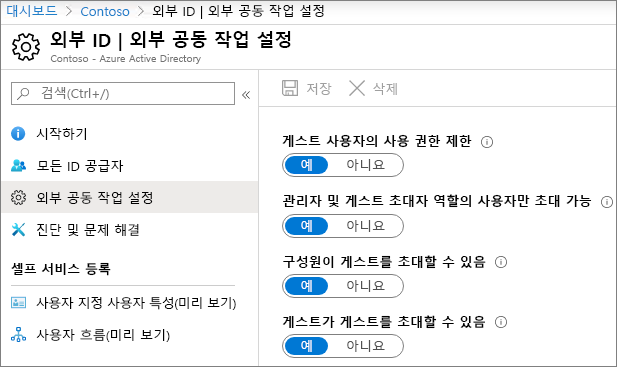 대시보드 > Contoso > 외부 ID | 외부 공동 작업 설정
외부 ID | 외부 공동 작업 설정
Contoso - Azure Active Directory
검색(Ctrl+/)
«
시작하기
모든 ID 공급자
외부 공동 작업 설정
진단 및 문제 해결
셀프 서비스 등록
사용자 지정 사용자 특성(미리 보기)
사용자 흐름(미리 보기)
저장 삭제
게스트 사용자의 사용 권한 제한
예 아니요
관리자 및 게스트 초대자 역할의 사용자만 초대 가능
예 아니요
구성원이 게스트를 초대할 수 있음
예 아니요
게스트가 게스트를 초대할 수 있음
예 아니요